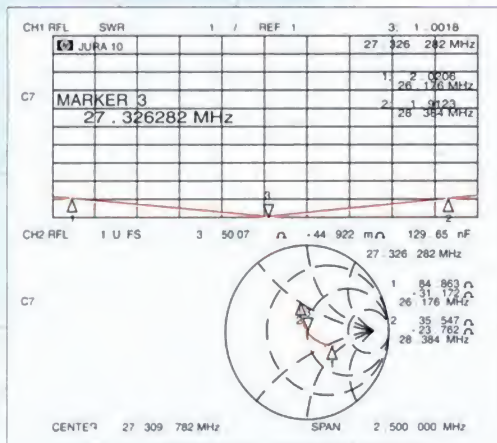 CH1 RFL SWR 1 / REF 1 3: 1.0018
hp JURA 10 27.326 282 MHz
1: 2.0206
26.176 MHz
C7
MARKER 3
27.326282 MHz
2: 1.9123
28.384 MHz
3
1
2
CH2 RFL 1 U FS 3 50.07 Ω -44.922 mΩ 129.65 nF
27.326 282 MHz
C7
1 84.863 Ω
-31.172 Ω
26.176 MHz
2 35.547 Ω
-23.762 Ω
28.384 MHz
CENTER 27.309 782 MHz SPAN 2.500 000 MHz